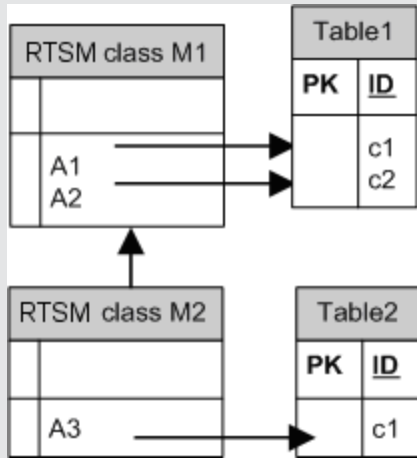 RTSM class M1
A1
A2
Table1
PK ID
c1
c2
RTSM class M2
A3
Table2
PK ID
c1